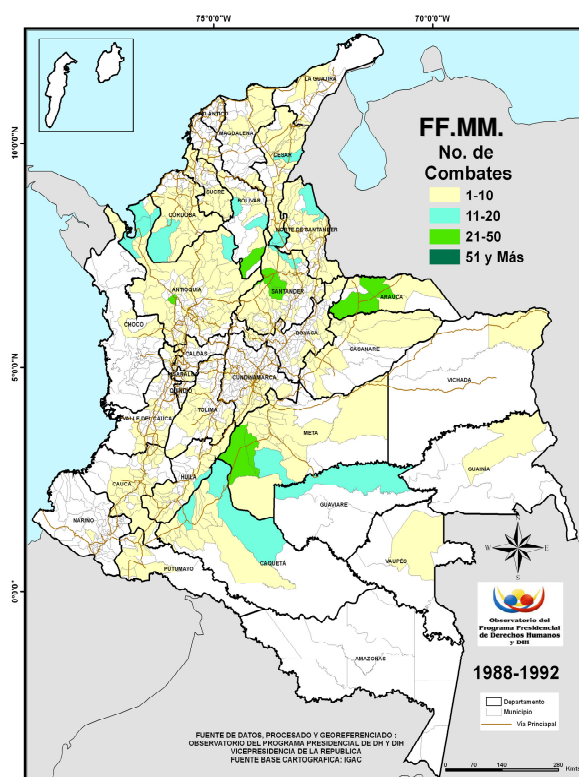 75°0'0"W
70°0'0"W
10°0'0"N
5°0'0"N
0°0'0"
FF.MM.
No. de
Combates
1-10
11-20
21-50
51 y Más
LA GUAJIRA
MAGDALENA
CESAR
SUCRE
BOLIVAR
CORDOBA
NORTE DE SANTANDER
ANTIOQUIA
SANTANDER
ARAUCA
CHOCO
BOYACA
CASANARE
CALDAS
CUNDINAMARCA
VICHADA
TOLIMA
VALLE DEL CAUCA
META
GUAINIA
HUILA
CAUCA
GUAVIARE
NARIÑO
VAUPES
CAQUETA
PUTUMAYO
AMAZONAS
N
W E
S
Observatorio del
Programa Presidencial
de Derechos Humanos
y DIH
1988-1992
Departamento
Municipio
Vía Principal
FUENTE DE DATOS, PROCESADO Y GEOREFERENCIADO :
OBSERVATORIO DEL PROGRAMA PRESIDENCIAL DE DH Y DIH
VICEPRESIDENCIA DE LA REPUBLICA
FUENTE BASE CARTOGRAFICA: IGAC
0 70 140 280
Kmts